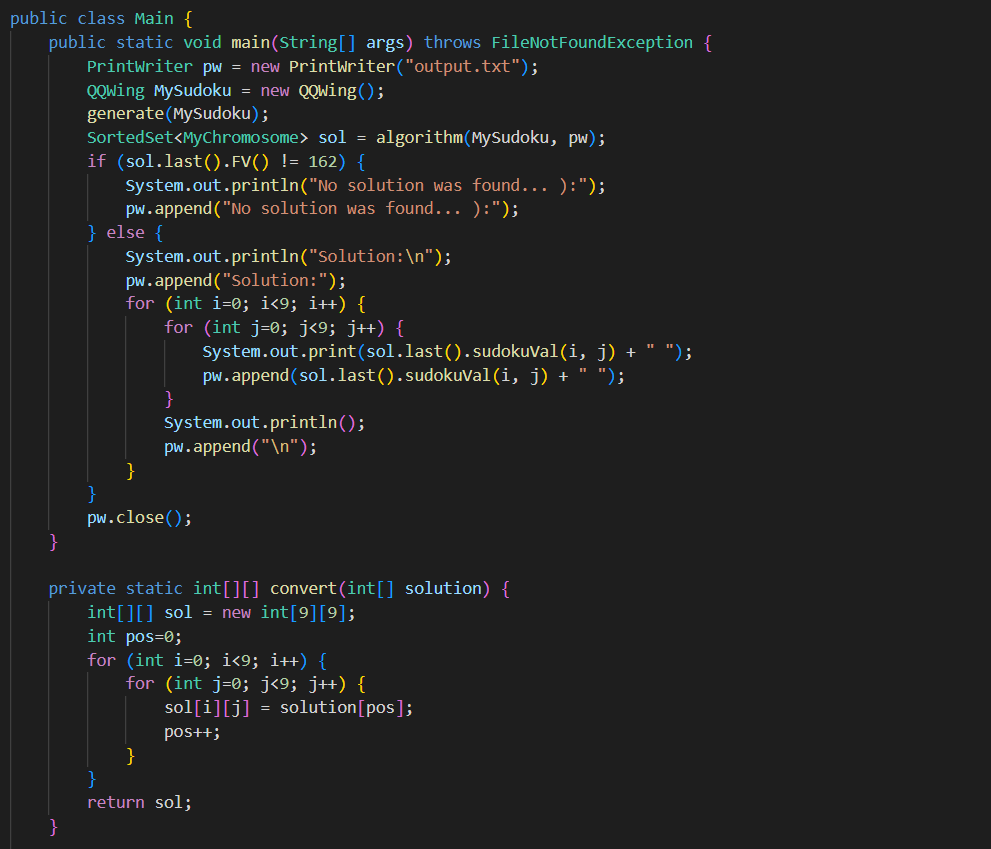 public class Main {
    public static void main(String[] args) throws FileNotFoundException {
        PrintWriter pw = new PrintWriter("output.txt");
        QQWing MySudoku = new QQWing();
        generate(MySudoku);
        SortedSet<MyChromosome> sol = algorithm(MySudoku, pw);
        if (sol.last().FV() != 162) {
            System.out.println("No solution was found... ):");
            pw.append("No solution was found... ):");
        } else {
            System.out.println("Solution:\n");
            pw.append("Solution:");
            for (int i=0; i<9; i++) {
                for (int j=0; j<9; j++) {
                    System.out.print(sol.last().sudokuVal(i, j) + " ");
                    pw.append(sol.last().sudokuVal(i, j) + " ");
                }
                System.out.println();
                pw.append("\n");
            }
        }
        pw.close();
    }

    private static int[][] convert(int[] solution) {
        int[][] sol = new int[9][9];
        int pos=0;
        for (int i=0; i<9; i++) {
            for (int j=0; j<9; j++) {
                sol[i][j] = solution[pos];
                pos++;
            }
        }
        return sol;
    }